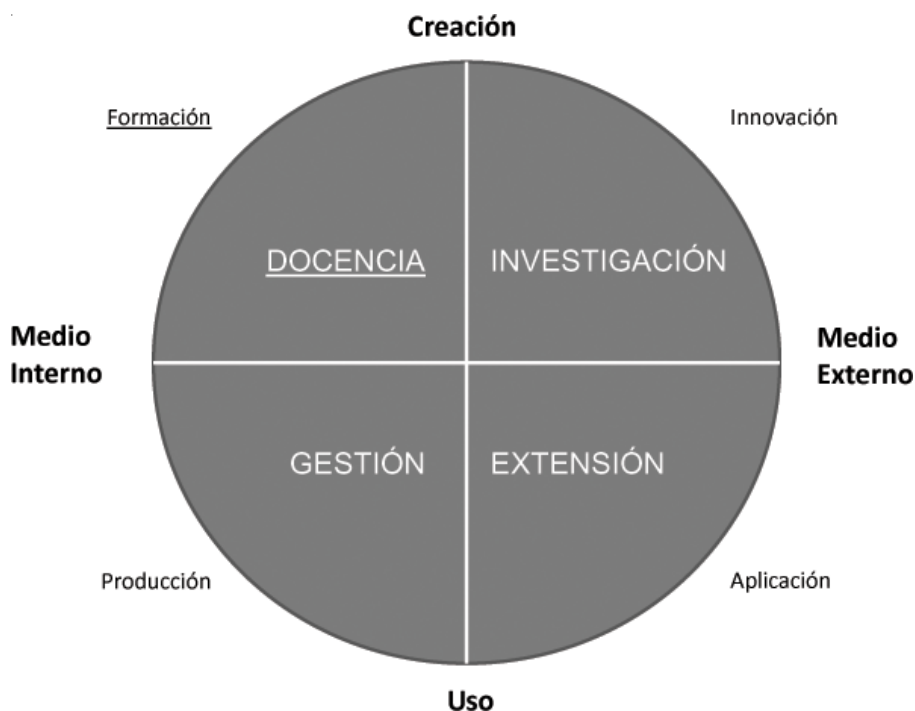 Creación
Formación
Innovación
DOCENCIA
INVESTIGACIÓN
Medio
Interno
Medio
Externo
GESTIÓN
EXTENSIÓN
Producción
Aplicación
Uso